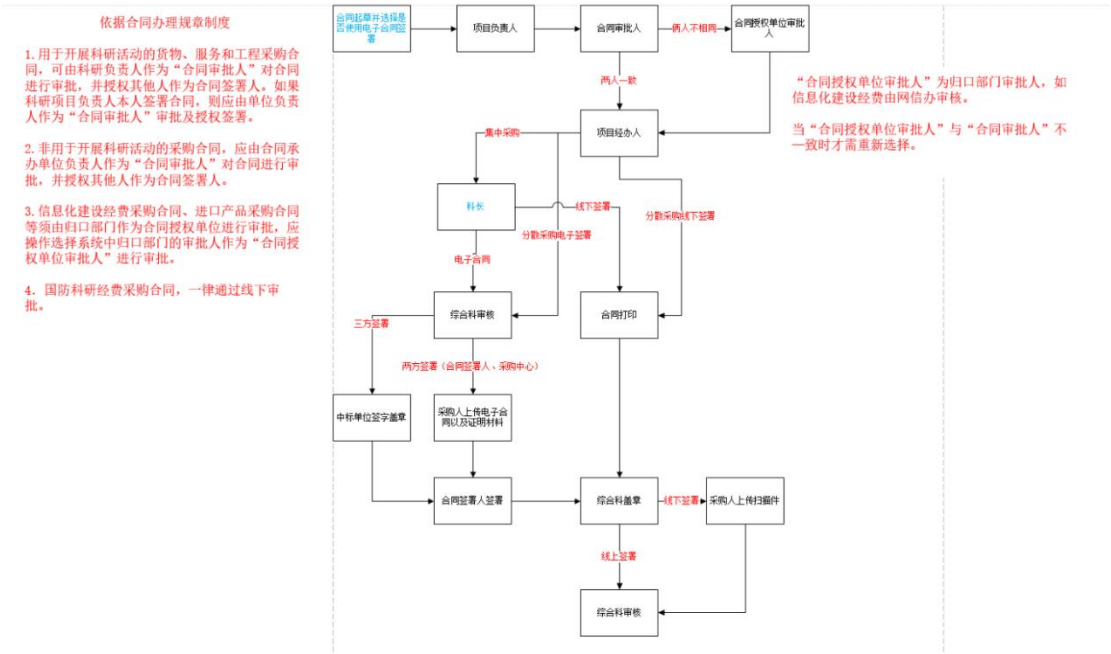 依据合同办理规章制度
1.用于开展科研活动的货物、服务和工程采购合
同，可由科研负责人作为“合同审批人”对合同
进行审批，并授权其他人作为合同签署人。如果
科研项目负责人本人签署合同，则应由单位负责
人作为“合同审批人”审批及授权签署。
2.非用于开展科研活动的采购合同，应由合同承
办单位负责人作为“合同审批人”对合同进行审
批，并授权其他人作为合同签署人。
3.信息化建设经费采购合同、进口产品采购合同
等须由归口部门作为合同授权单位进行审批，应
操作选择系统中归口部门的审批人作为“合同授
权单位审批人”进行审批。
4. 国防科研经费采购合同，一律通过线下审
批。
合同起草并选择是
否使用电子合同签
署
项目负责人
合同审批人
俩人不相同
合同授权单位审批
人
两人一致
“合同授权单位审批人”为归口部门审批人，如
信息化建设经费由网信办审核。
当“合同授权单位审批人”与“合同审批人”不
一致时才需重新选择。
集中采购
项目经办人
科长
线下签署
分散采购线下签署
分散采购电子签署
电子合同
综合科审核
合同打印
三方签署
两方签署（合同签署人、采购中心）
中标单位签字盖章
采购人上传电子合
同以及证明材料
合同签署人签署
综合科盖章
线下签署
采购人上传扫描件
线上签署
综合科审核